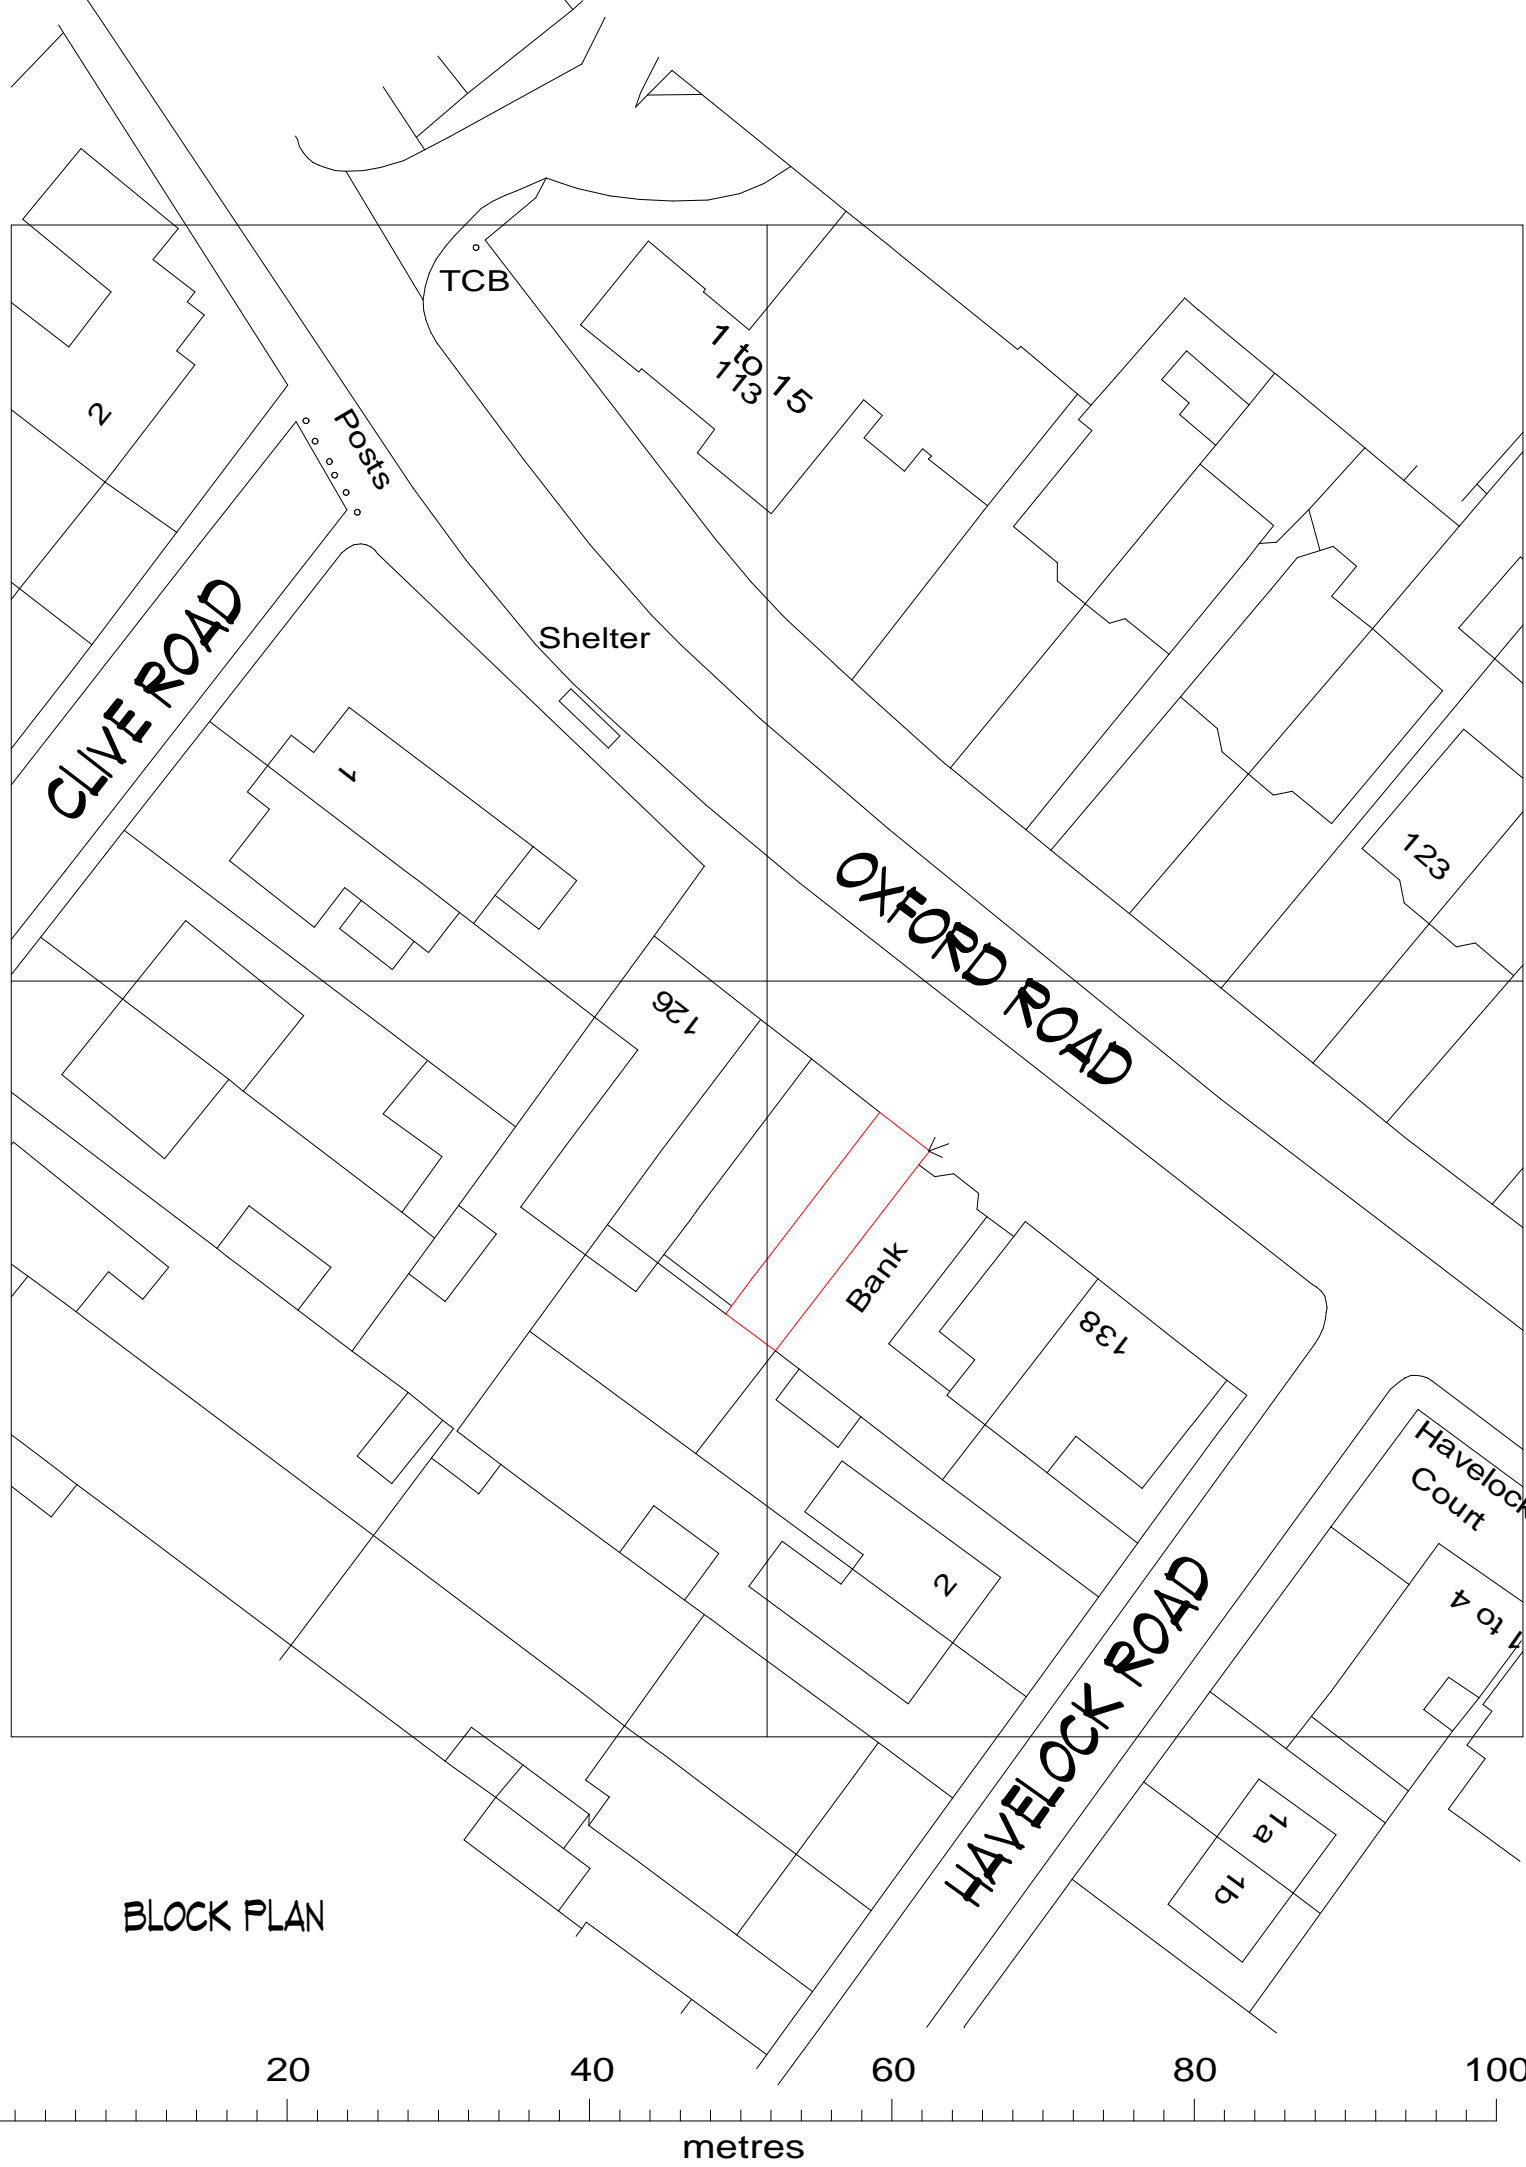 TCB
1 to 15
113
2
Posts
CLIVE ROAD
Shelter
1
123
OXFORD ROAD
126
Bank
138
Havelock
Court
2
1 to 4
HAVELOCK ROAD
1a
1b
BLOCK PLAN
20 40 60 80 100
metres